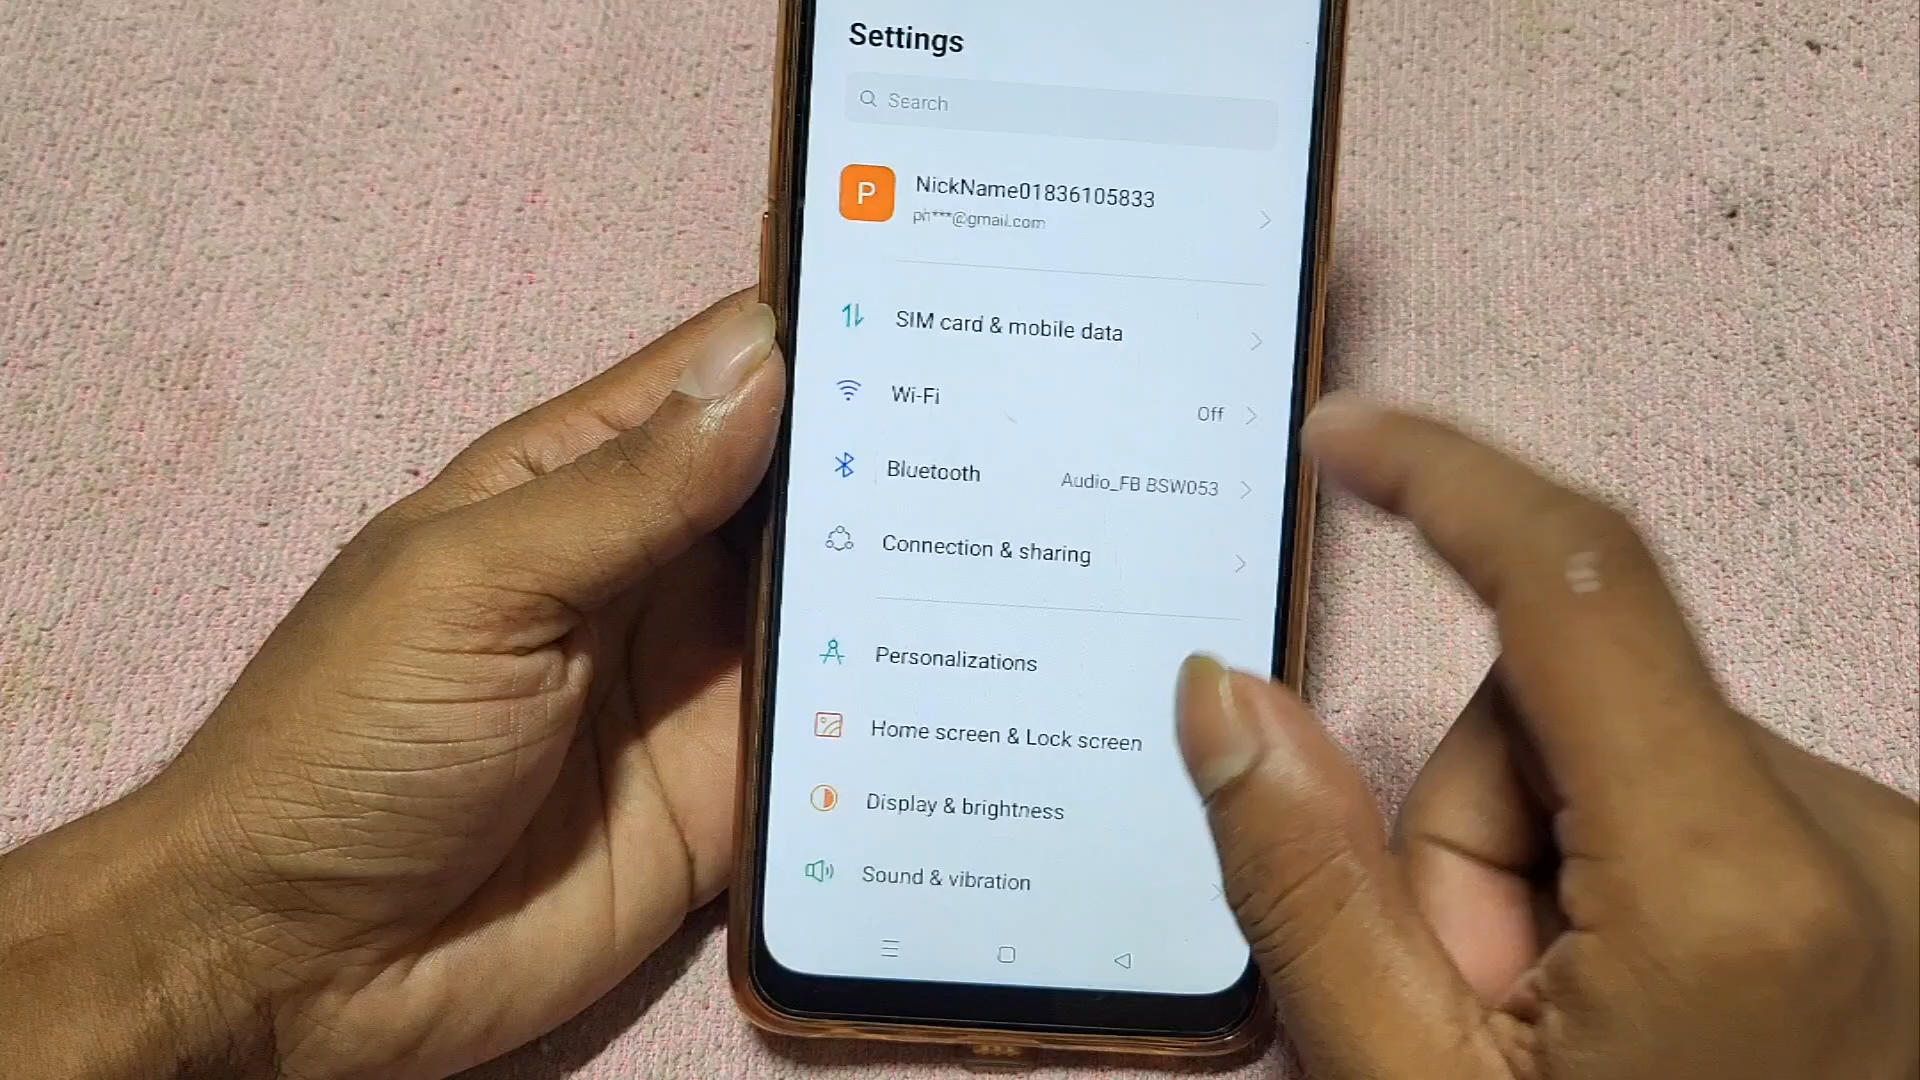 Settings
Search
P
NickName01836105833
ph***@gmail.com
SIM card & mobile data
Wi-Fi
Off
Bluetooth
Audio_FB BSW053
Connection & sharing
Personalizations
Home screen & Lock screen
Display & brightness
Sound & vibration